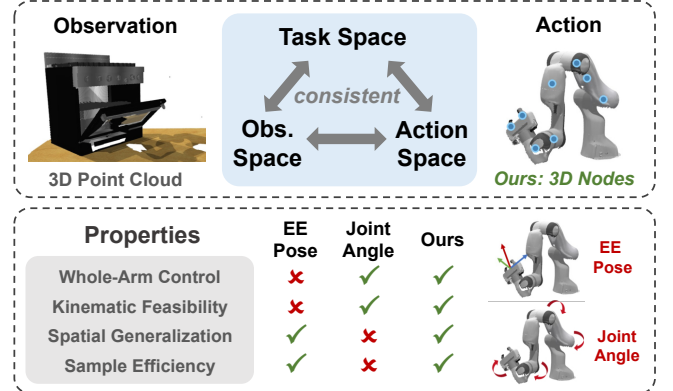 Observation
Task Space
Action
consistent
Obs.
Space
Action
Space
3D Point Cloud
Ours: 3D Nodes
Properties
EE
Pose
Joint
Angle
Ours
Whole-Arm Control
✘ ✓ ✓
Kinematic Feasibility
✘ ✓ ✓
Spatial Generalization
✓ ✘ ✓
Sample Efficiency
✓ ✘ ✓
EE
Pose
Joint
Angle